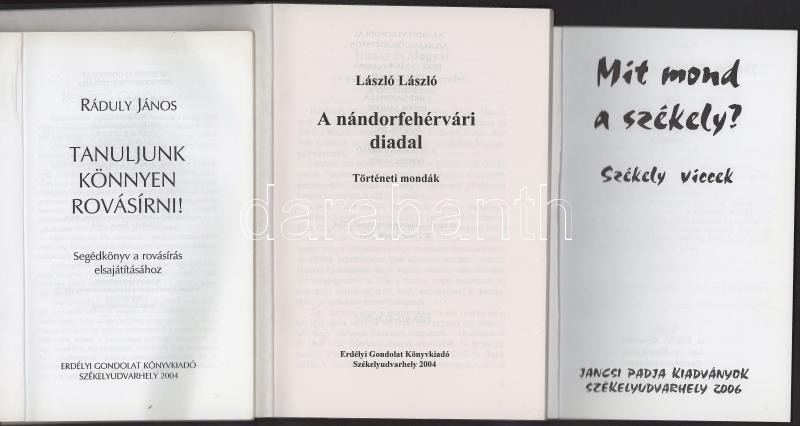 RÁDULY JÁNOS
TANULJUNK
KÖNNYEN
ROVÁSÍRNI!
Segédkönyv a rovásírás
elsajátításához
ERDÉLYI GONDOLAT KÖNYVKIADÓ
SZÉKELYUDVARHELY 2004
László László
A nándorfehérvári
diadal
Történeti mondák
Erdélyi Gondolat Könyvkiadó
Székelyudvarhely 2004
Mit mond
a székely?
Székely viccek
JANCSI PADJA KIADVÁNYOK
SZÉKELYUDVARHELY 2006
darabanth